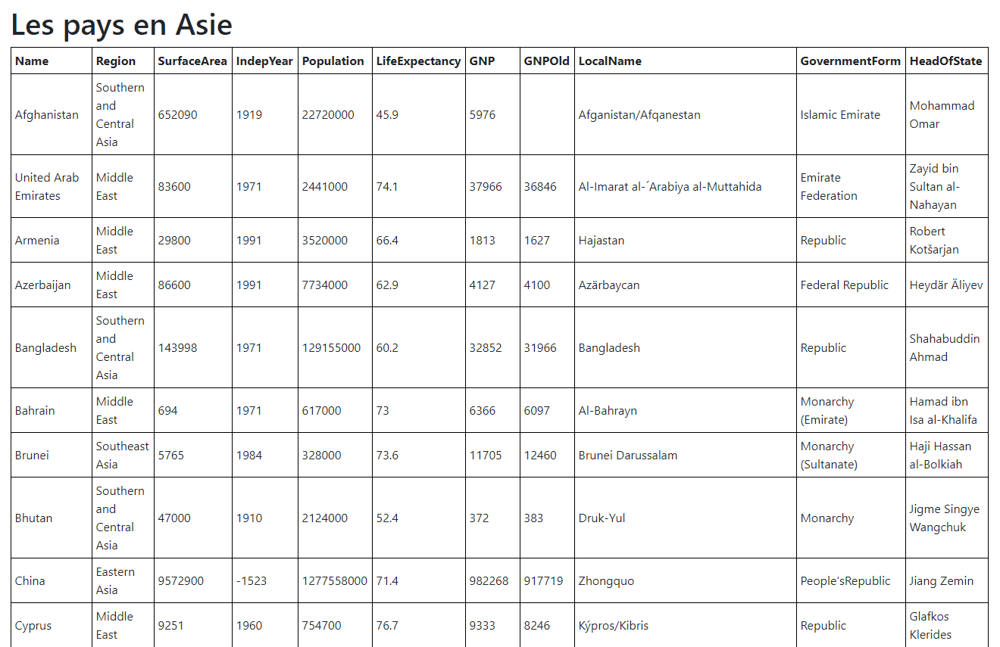 Les pays en Asie
Name Region SurfaceArea IndepYear Population LifeExpectancy GNP GNPOld LocalName GovernmentForm HeadOfState
Afghanistan Southern and Central Asia 652090 1919 22720000 45.9 5976 Afganistan/Afqanestan Islamic Emirate Mohammad Omar
United Arab Emirates Middle East 83600 1971 2441000 74.1 37966 36846 Al-Imarat al-´Arabiya al-Muttahida Emirate Federation Zayid bin Sultan al-Nahayan
Armenia Middle East 29800 1991 3520000 66.4 1813 1627 Hajastan Republic Robert Kotšarjan
Azerbaijan Middle East 86600 1991 7734000 62.9 4127 4100 Azärbaycan Federal Republic Heydär Äliyev
Bangladesh Southern and Central Asia 143998 1971 129155000 60.2 32852 31966 Bangladesh Republic Shahabuddin Ahmad
Bahrain Middle East 694 1971 617000 73 6366 6097 Al-Bahrayn Monarchy (Emirate) Hamad ibn Isa al-Khalifa
Brunei Southeast Asia 5765 1984 328000 73.6 11705 12460 Brunei Darussalam Monarchy (Sultanate) Haji Hassan al-Bolkiah
Bhutan Southern and Central Asia 47000 1910 2124000 52.4 372 383 Druk-Yul Monarchy Jigme Singye Wangchuk
China Eastern Asia 9572900 -1523 1277558000 71.4 982268 917719 Zhongquo People'sRepublic Jiang Zemin
Cyprus Middle East 9251 1960 754700 76.7 9333 8246 Kýpros/Kibris Republic Glafkos Klerides